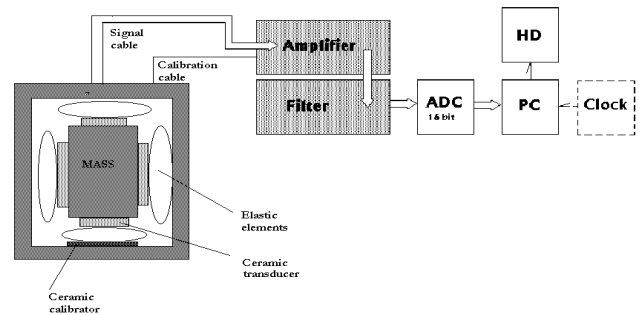 Signal
cable
Calibration
cable
Amplifier
Filter
ADC
16 bit
PC
HD
Clock
MASS
Elastic
elements
Ceramic
transducer
Ceramic
calibrator